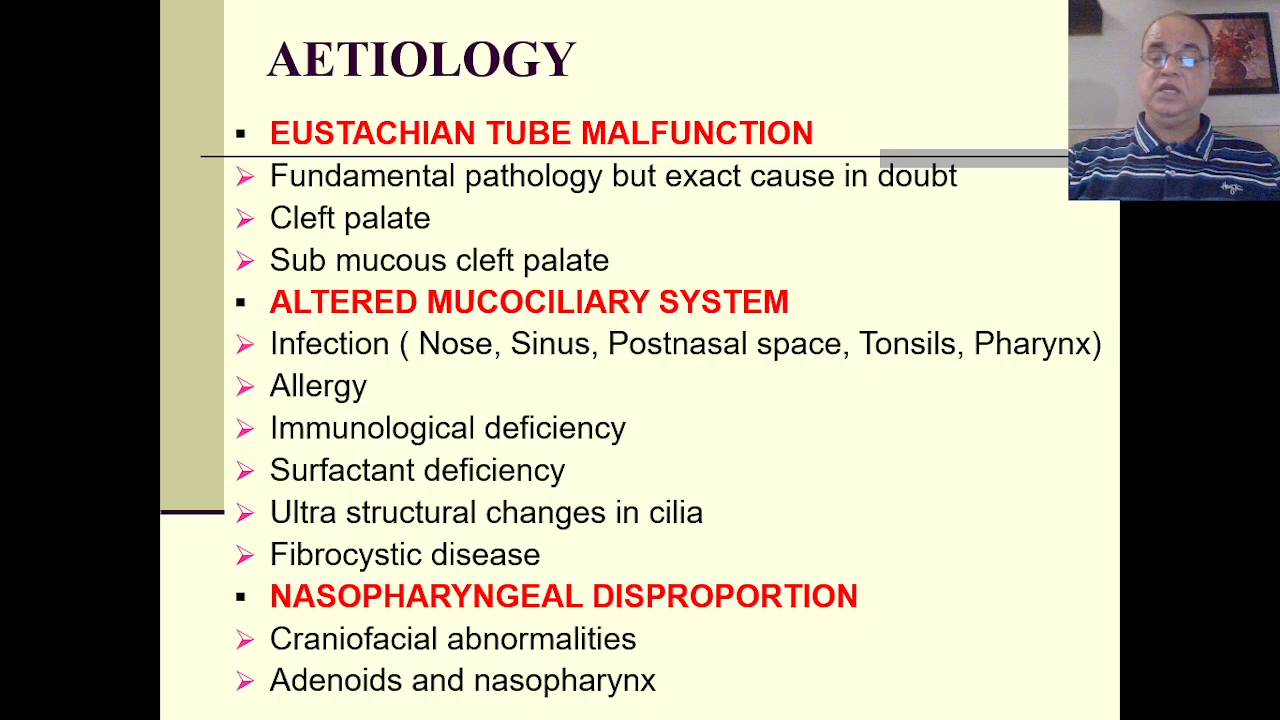 AETIOLOGY
▪ EUSTACHIAN TUBE MALFUNCTION
➢ Fundamental pathology but exact cause in doubt
➢ Cleft palate
➢ Sub mucous cleft palate
▪ ALTERED MUCOCILIARY SYSTEM
➢ Infection ( Nose, Sinus, Postnasal space, Tonsils, Pharynx)
➢ Allergy
➢ Immunological deficiency
➢ Surfactant deficiency
➢ Ultra structural changes in cilia
➢ Fibrocystic disease
▪ NASOPHARYNGEAL DISPROPORTION
➢ Craniofacial abnormalities
➢ Adenoids and nasopharynx